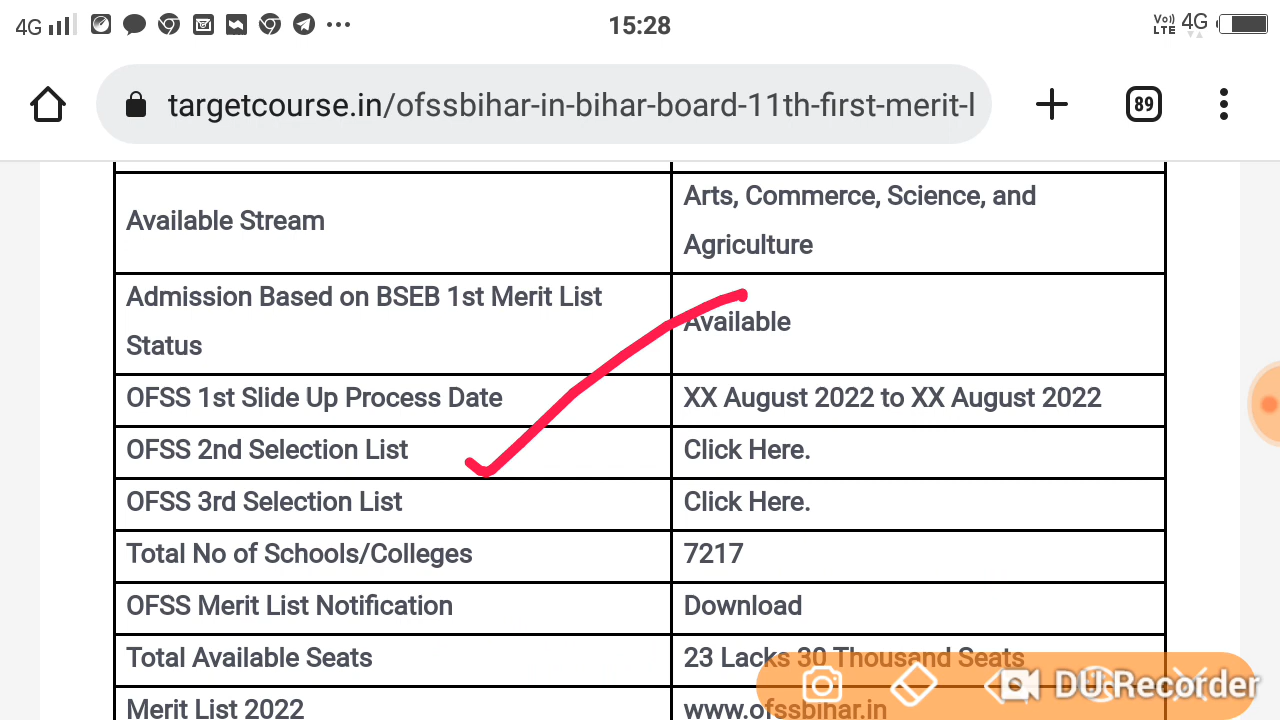 4G 15:28 Vo)) LTE 4G
targetcourse.in/ofssbihar-in-bihar-board-11th-first-merit-l 89
Available Stream
Arts, Commerce, Science, and
Agriculture
Admission Based on BSEB 1st Merit List
Status
Available
OFSS 1st Slide Up Process Date
XX August 2022 to XX August 2022
OFSS 2nd Selection List
Click Here.
OFSS 3rd Selection List
Click Here.
Total No of Schools/Colleges
7217
OFSS Merit List Notification
Download
Total Available Seats
23 Lacks 30 Thousand Seats
DU Recorder
Merit List 2022
www.ofssbihar.in